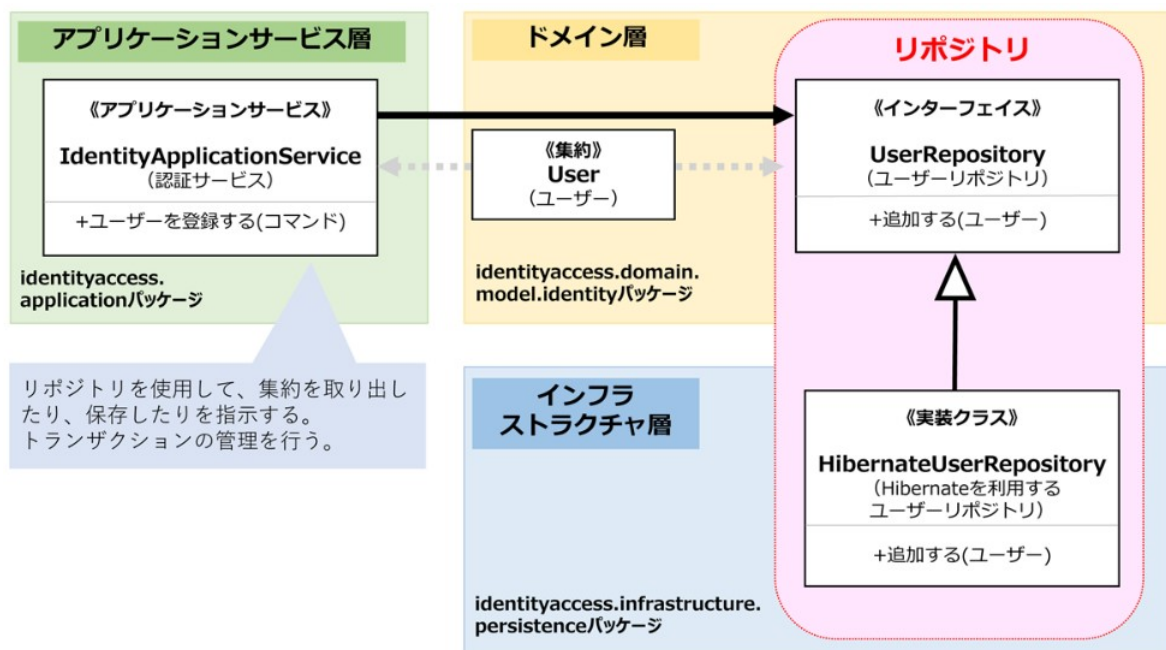 アプリケーションサービス層
《アプリケーションサービス》
IdentityApplicationService
（認証サービス）
+ユーザーを登録する(コマンド)
identityaccess.
applicationパッケージ
リポジトリを使用して、集約を取り出し
たり、保存したりを指示する。
トランザクションの管理を行う。
ドメイン層
《集約》
User
（ユーザー）
identityaccess.domain.
model.identityパッケージ
リポジトリ
《インターフェイス》
UserRepository
（ユーザーリポジトリ）
+追加する(ユーザー)
インフラ
ストラクチャ層
《実装クラス》
HibernateUserRepository
（Hibernateを利用する
ユーザーリポジトリ）
+追加する(ユーザー)
identityaccess.infrastructure.
persistenceパッケージ